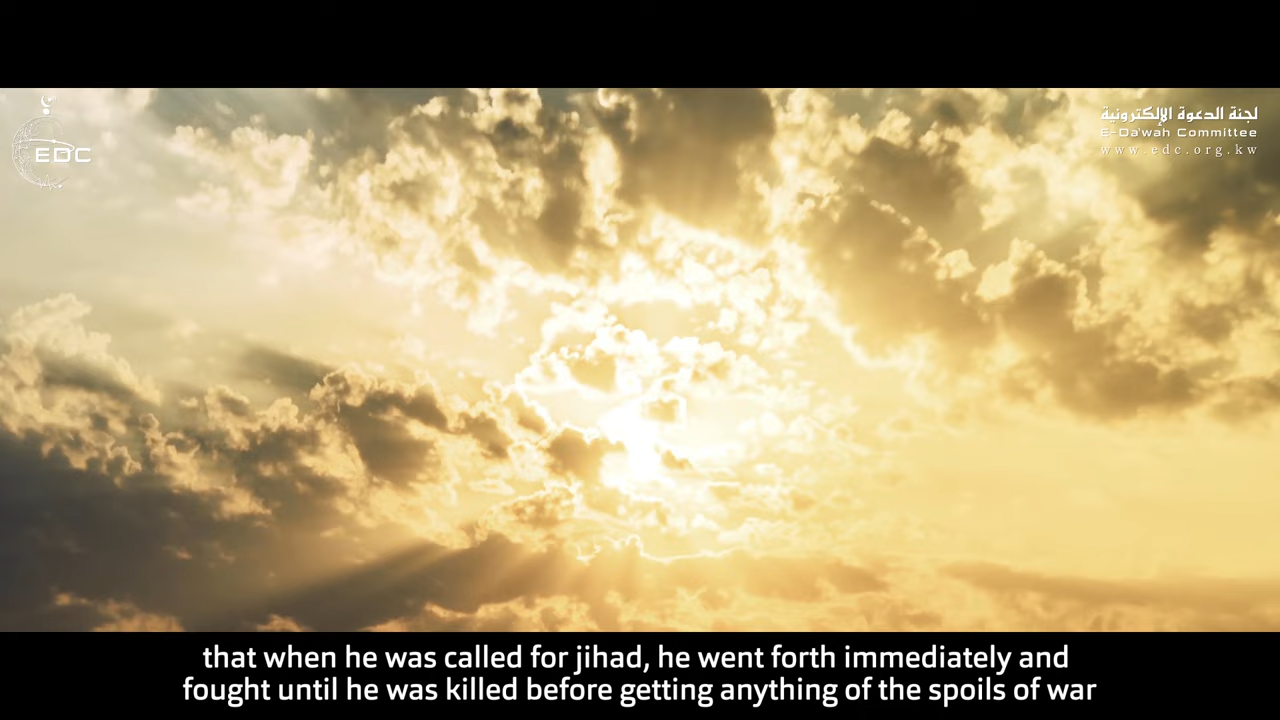 EDC
لجنة الدعوة الإلكترونية
E-Da'wah Committee
www.edc.org.kw
that when he was called for jihad, he went forth immediately and
fought until he was killed before getting anything of the spoils of war